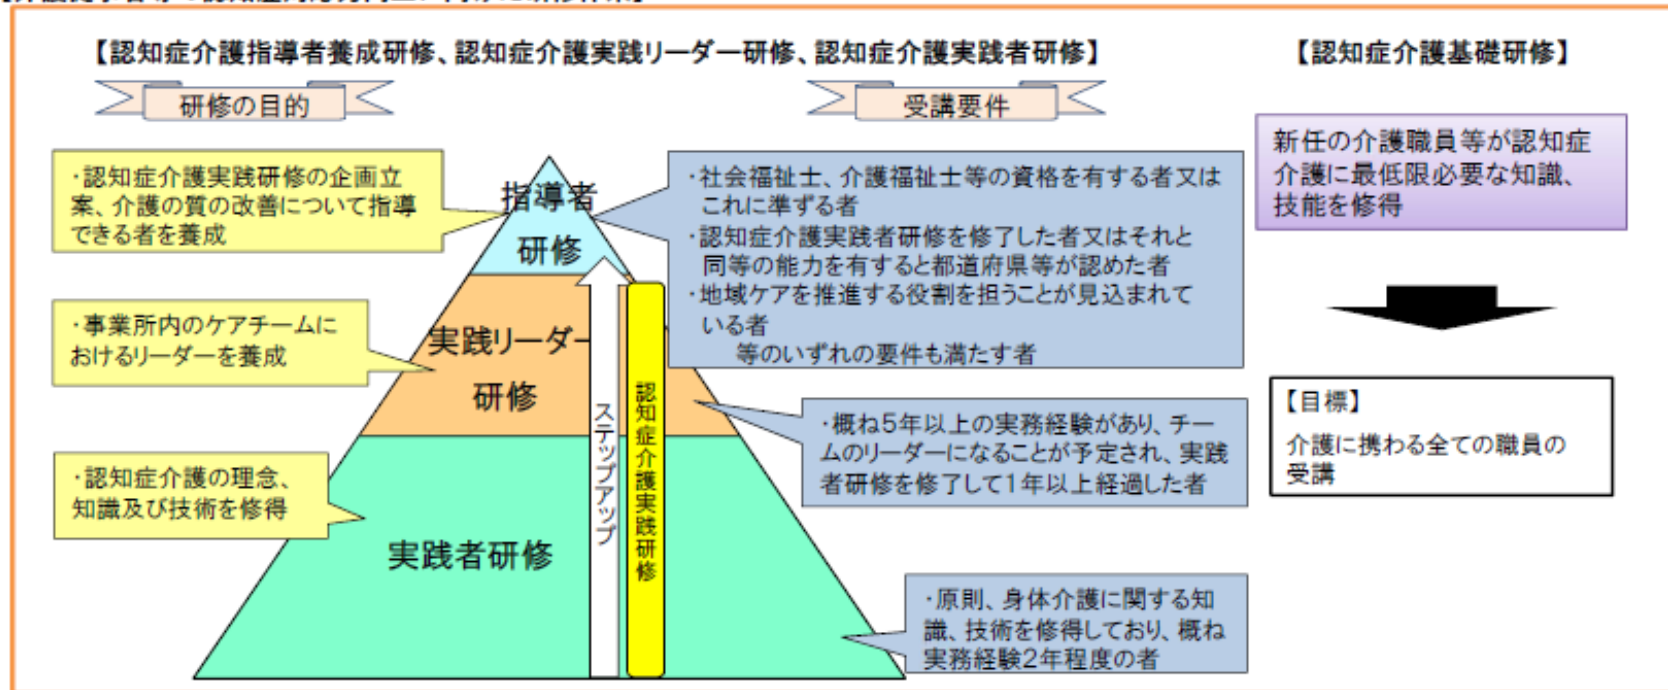 【認知症介護指導者養成研修、認知症介護実践リーダー研修、認知症介護実践者研修】
【認知症介護基礎研修】
研修の目的
受講要件
・認知症介護実践研修の企画立
案、介護の質の改善について指導
できる者を養成
指導者
研修
・社会福祉士、介護福祉士等の資格を有する者又は
これに準ずる者
・認知症介護実践者研修を修了した者又はそれと
同等の能力を有すると都道府県等が認めた者
・地域ケアを推進する役割を担うことが見込まれて
いる者
等のいずれの要件も満たす者
新任の介護職員等が認知症
介護に最低限必要な知識、
技能を修得
・事業所内のケアチームに
おけるリーダーを養成
実践リーダー
研修
・概ね5年以上の実務経験があり、チー
ムのリーダーになることが予定され、実践
者研修を修了して1年以上経過した者
【目標】
介護に携わる全ての職員の
受講
・認知症介護の理念、
知識及び技術を修得
実践者研修
ステップアップ
認知症介護実践研修
・原則、身体介護に関する知
識、技術を修得しており、概ね
実務経験2年程度の者